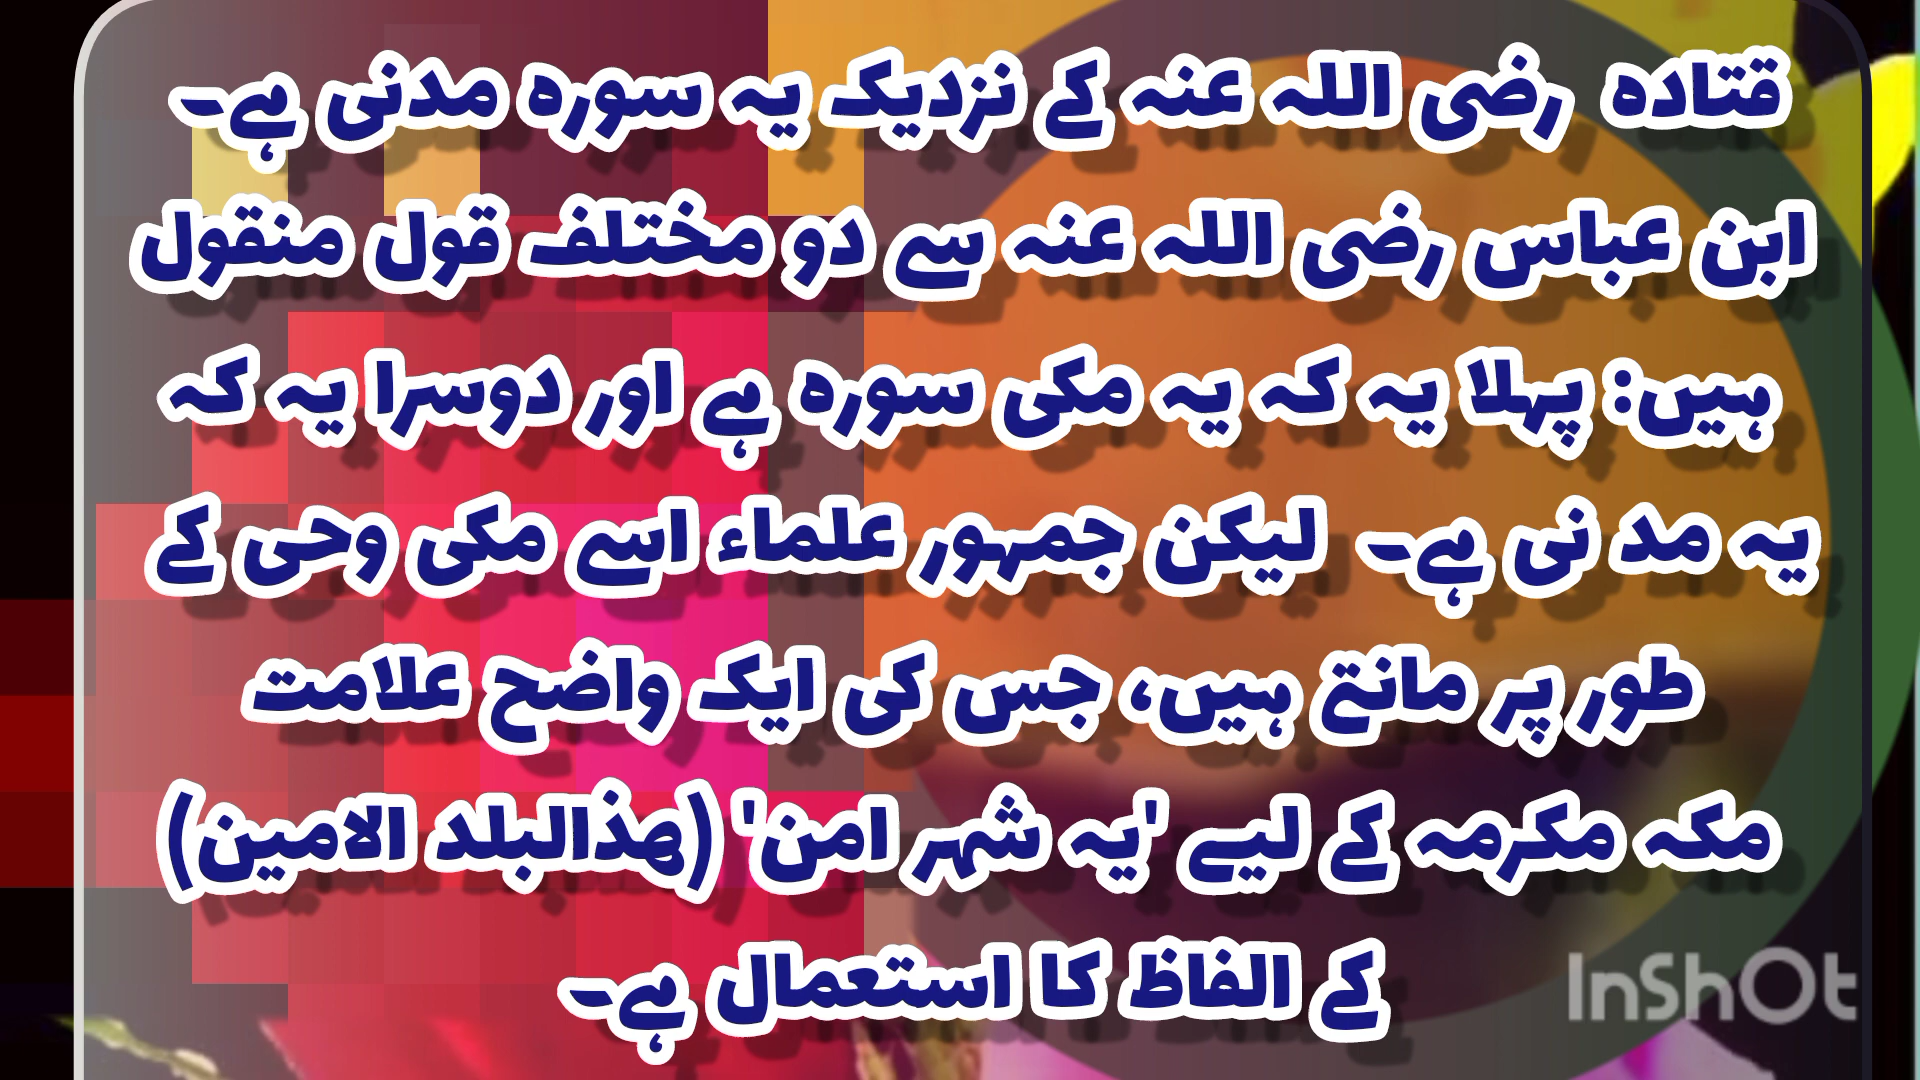 قتادہ رضی اللہ عنہ کے نزدیک یہ سورہ مدنی ہے۔
ابن عباس رضی اللہ عنہ سے دو مختلف قول منقول
ہیں: پہلا یہ کہ یہ مکی سورہ ہے اور دوسرا یہ کہ
یہ مد نی ہے۔ لیکن جمہور علماء اسے مکی وحی کے
طور پر مانتے ہیں، جس کی ایک واضح علامت
مکہ مکرمہ کے لیے 'یہ شہر امن' (ھذالبلد الامین)
کے الفاظ کا استعمال ہے۔
InShOt